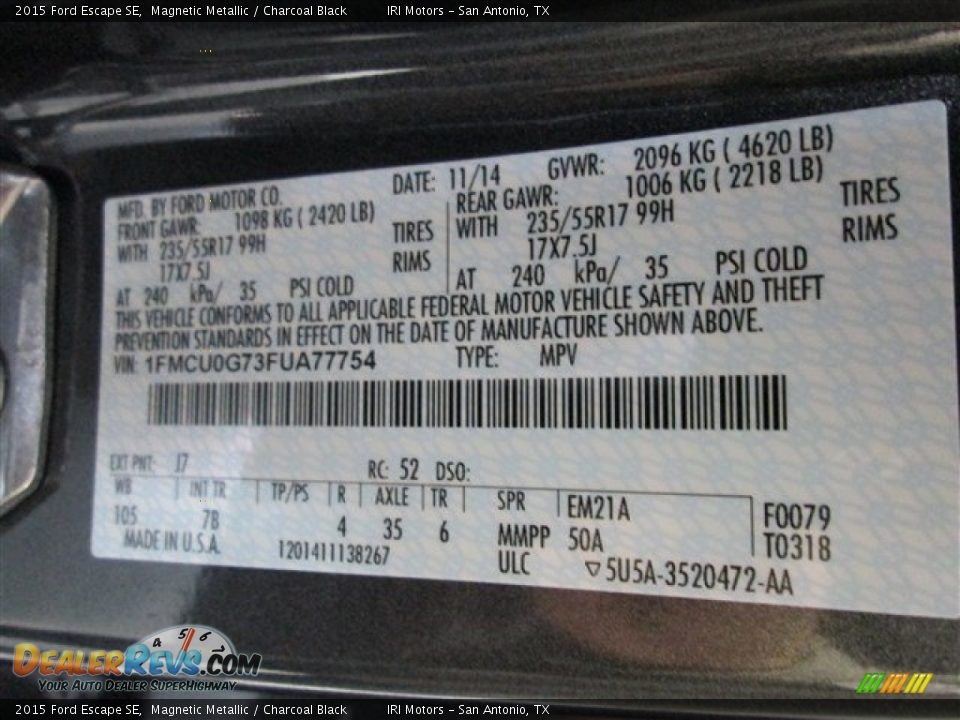 2015 Ford Escape SE, Magnetic Metallic / Charcoal Black IRI Motors - San Antonio, TX
MFD. BY FORD MOTOR CO. DATE: 11/14 GVWR: 2096 KG ( 4620 LB)
FRONT GAWR: 1098 KG ( 2420 LB) REAR GAWR: 1006 KG ( 2218 LB)
WITH 235/55R17 99H TIRES WITH 235/55R17 99H TIRES
17X7.5J RIMS 17X7.5J RIMS
AT 240 kPa/ 35 PSI COLD AT 240 kPa/ 35 PSI COLD
THIS VEHICLE CONFORMS TO ALL APPLICABLE FEDERAL MOTOR VEHICLE SAFETY AND THEFT
PREVENTION STANDARDS IN EFFECT ON THE DATE OF MANUFACTURE SHOWN ABOVE.
VIN: 1FMCU0G73FUA77754 TYPE: MPV
EXT PNT: J7 RC: 52 DSO:
WB INT TR TP/PS R AXLE TR SPR EM21A F0079
105 7B 4 35 6 MMPP 50A T0318
MADE IN U.S.A. 1201411138267 ULC ▽5U5A-3520472-AA
4 5 6
DEALERREVS.COM
YOUR AUTO DEALER SUPERHIGHWAY
2015 Ford Escape SE, Magnetic Metallic / Charcoal Black IRI Motors - San Antonio, TX